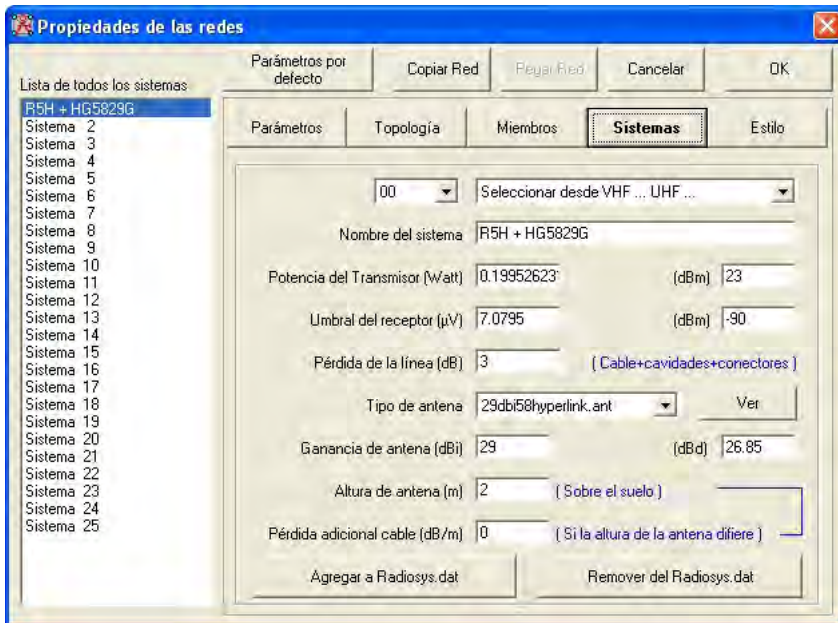 Propiedades de las redes
Parámetros por defecto
Copiar Red
Pegar Red
Cancelar
OK
Lista de todos los sistemas
R5H + HG5829G
Sistema 2
Sistema 3
Sistema 4
Sistema 5
Sistema 6
Sistema 7
Sistema 8
Sistema 9
Sistema 10
Sistema 11
Sistema 12
Sistema 13
Sistema 14
Sistema 15
Sistema 16
Sistema 17
Sistema 18
Sistema 19
Sistema 20
Sistema 21
Sistema 22
Sistema 23
Sistema 24
Sistema 25
Parámetros
Topología
Miembros
Sistemas
Estilo
00
Seleccionar desde VHF ... UHF ...
Nombre del sistema R5H + HG5829G
Potencia del Transmisor (Watt) 0.19952623 (dBm) 23
Umbral del receptor (µV) 7.0795 (dBm) -90
Pérdida de la línea (dB) 3 ( Cable+cavidades+conectores )
Tipo de antena 29dbi58hyperlink.ant Ver
Ganancia de antena (dBi) 29 (dBd) 26.85
Altura de antena (m) 2 ( Sobre el suelo )
Pérdida adicional cable (dB/m) 0 ( Si la altura de la antena difiere )
Agregar a Radiosys.dat
Remover del Radiosys.dat